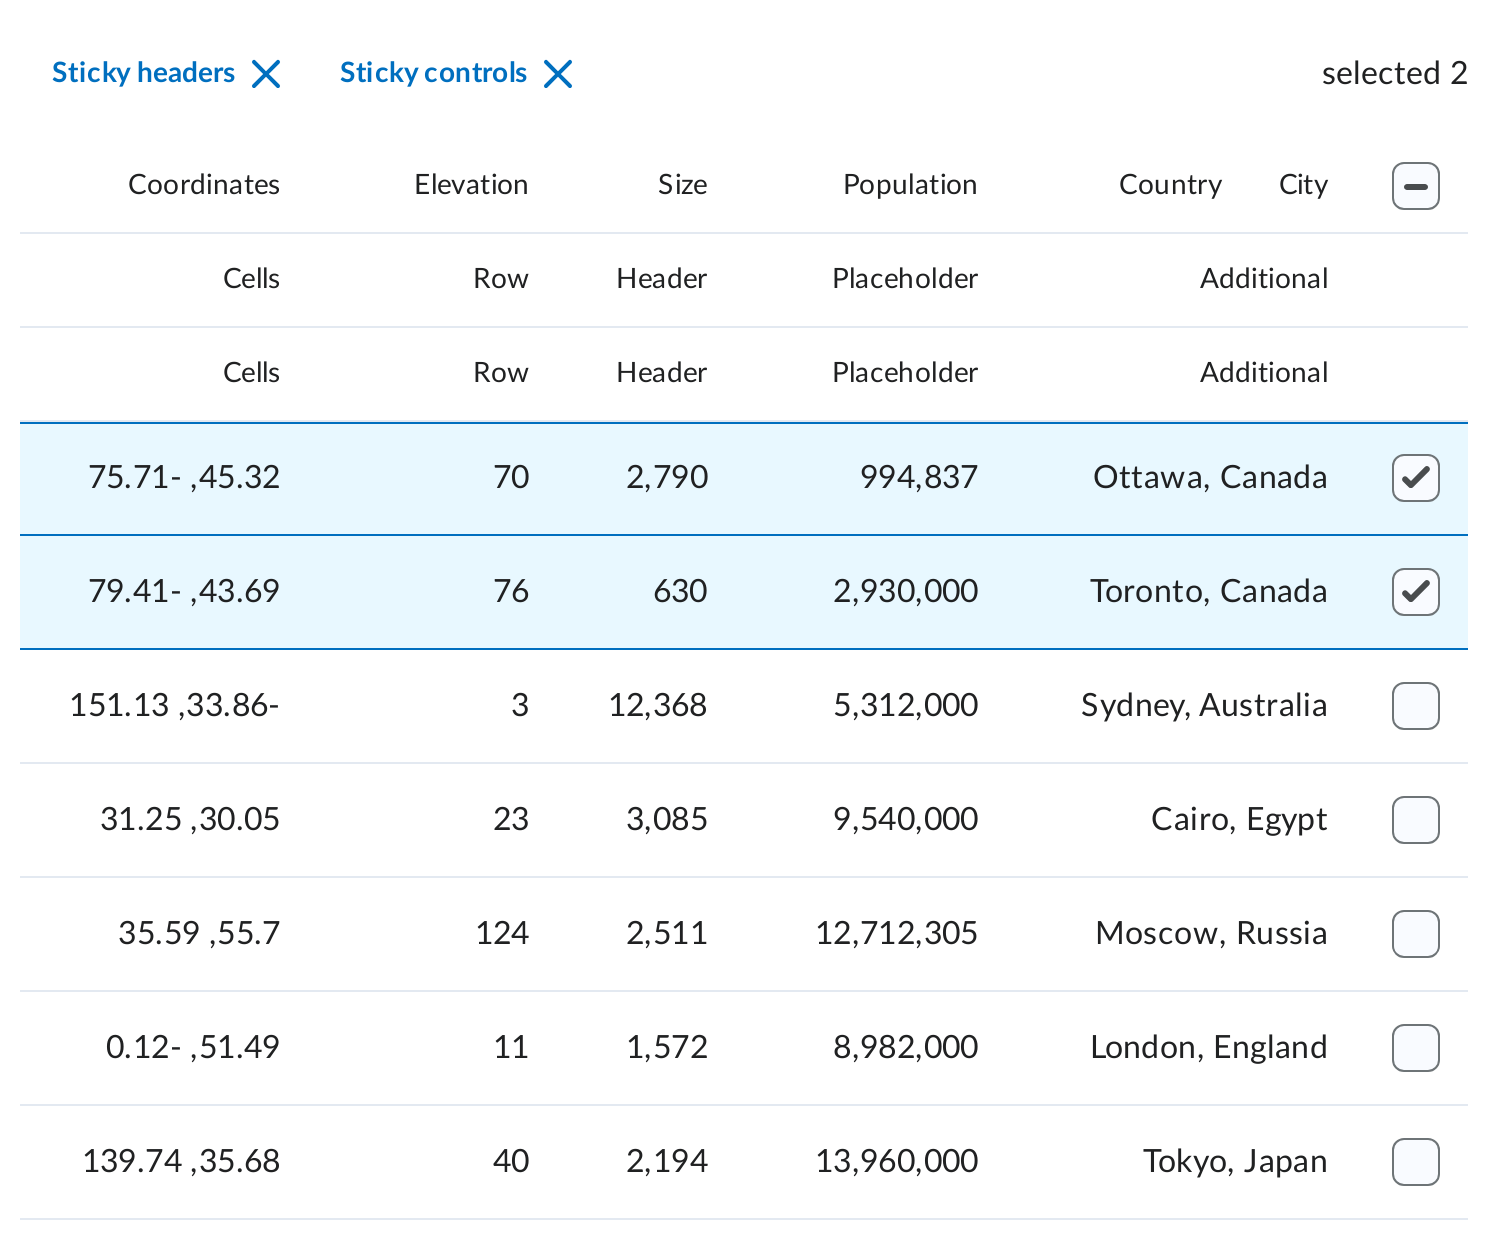 Sticky headers Sticky controls selected 2
Coordinates Elevation Size Population Country City
Cells Row Header Placeholder Additional
Cells Row Header Placeholder Additional
75.71- ,45.32 70 2,790 994,837 Ottawa, Canada
79.41- ,43.69 76 630 2,930,000 Toronto, Canada
151.13 ,33.86- 3 12,368 5,312,000 Sydney, Australia
31.25 ,30.05 23 3,085 9,540,000 Cairo, Egypt
35.59 ,55.7 124 2,511 12,712,305 Moscow, Russia
0.12- ,51.49 11 1,572 8,982,000 London, England
139.74 ,35.68 40 2,194 13,960,000 Tokyo, Japan